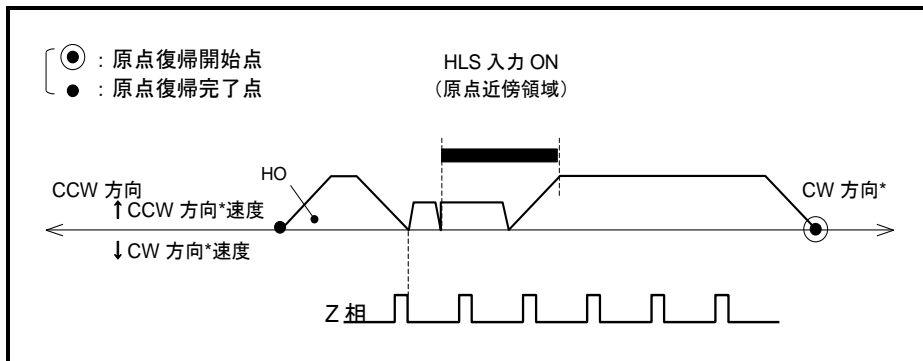 ◉ : 原点復帰開始点
● : 原点復帰完了点
HLS 入力 ON
(原点近傍領域)
HO
CCW 方向
CW 方向*
↑ CCW 方向*速度
↓ CW 方向*速度
Z 相